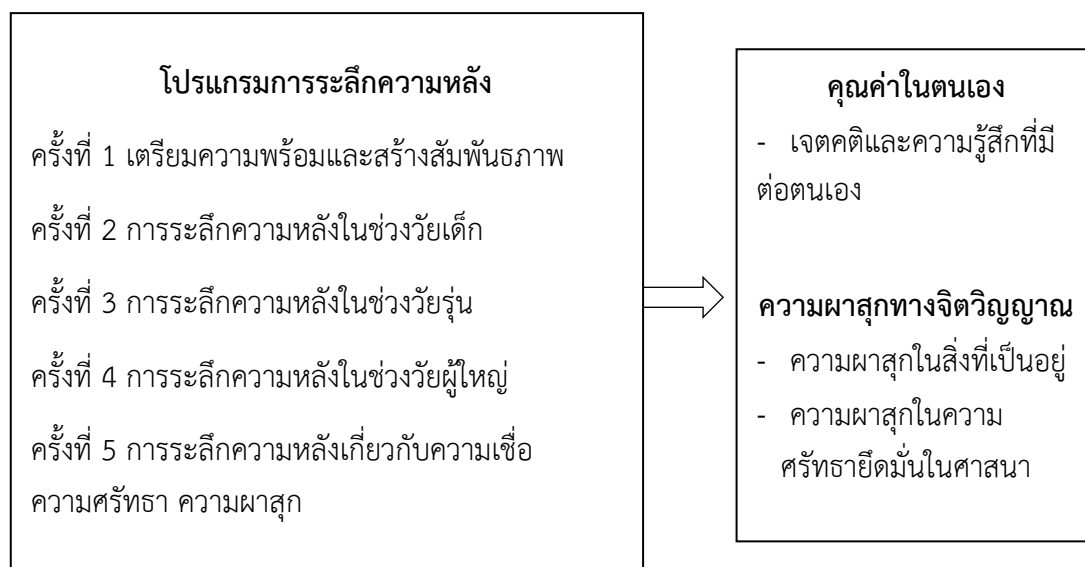 โปรแกรมการระลึกความหลัง
ครั้งที่ 1 เตรียมความพร้อมและสร้างสัมพันธภาพ
ครั้งที่ 2 การระลึกความหลังในช่วงวัยเด็ก
ครั้งที่ 3 การระลึกความหลังในช่วงวัยรุ่น
ครั้งที่ 4 การระลึกความหลังในช่วงวัยผู้ใหญ่
ครั้งที่ 5 การระลึกความหลังเกี่ยวกับความเชื่อ
ความศรัทธา ความผาสุก
คุณค่าในตนเอง
- เจตคติและความรู้สึกที่มี
ต่อตนเอง
ความผาสุกทางจิตวิญญาณ
- ความผาสุกในสิ่งที่เป็นอยู่
- ความผาสุกในความ
ศรัทธายึดมั่นในศาสนา